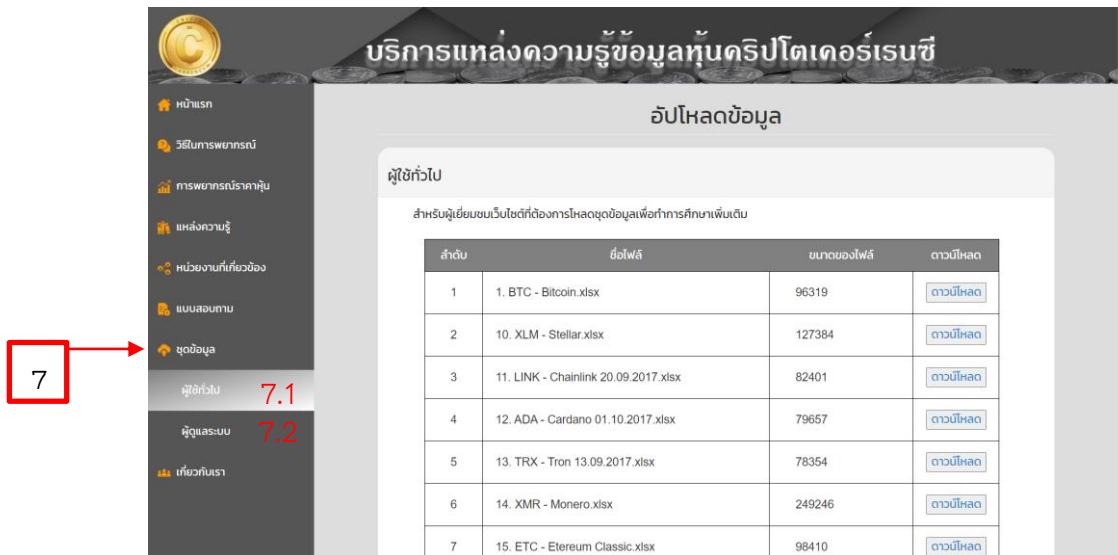 บริการแหล่งความรู้ข้อมูลหุ้นคริปโตเคอร์เรนซี
หน้าแรก
วิธีในการพยากรณ์
การพยากรณ์ราคาหุ้น
แหล่งความรู้
หน่วยงานที่เกี่ยวข้อง
แบบสอบถาม
7
ชุดข้อมูล
ผู้ใช้ทั่วไป 7.1
ผู้ดูแลระบบ 7.2
เกี่ยวกับเรา
อัปโหลดข้อมูล
ผู้ใช้ทั่วไป
สำหรับผู้เยี่ยมชมเว็บไซต์ที่ต้องการโหลดชุดข้อมูลเพื่อทำการศึกษาเพิ่มเติม
ลำดับ ชื่อไฟล์ ขนาดของไฟล์ ดาวน์โหลด
1 1. BTC - Bitcoin.xlsx 96319 ดาวน์โหลด
2 10. XLM - Stellar.xlsx 127384 ดาวน์โหลด
3 11. LINK - Chainlink 20.09.2017.xlsx 82401 ดาวน์โหลด
4 12. ADA - Cardano 01.10.2017.xlsx 79657 ดาวน์โหลด
5 13. TRX - Tron 13.09.2017.xlsx 78354 ดาวน์โหลด
6 14. XMR - Monero.xlsx 249246 ดาวน์โหลด
7 15. ETC - Etereum Classic.xlsx 98410 ดาวน์โหลด